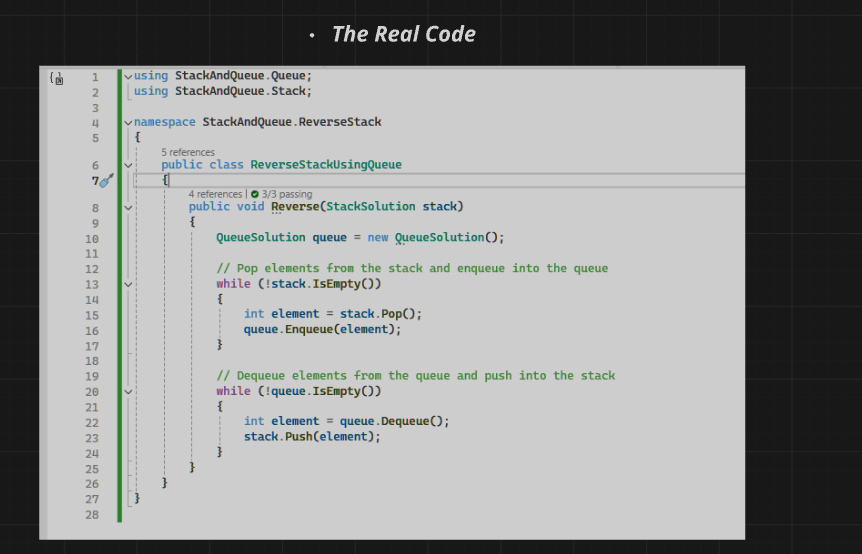 • The Real Code
1 using StackAndQueue.Queue;
2 using StackAndQueue.Stack;
3
4 namespace StackAndQueue.ReverseStack
5 {
5 references
6 public class ReverseStackUsingQueue
7 {
4 references | 3/3 passing
8 public void Reverse(StackSolution stack)
9 {
10 QueueSolution queue = new QueueSolution();
11
12 // Pop elements from the stack and enqueue into the queue
13 while (!stack.IsEmpty())
14 {
15 int element = stack.Pop();
16 queue.Enqueue(element);
17 }
18
19 // Dequeue elements from the queue and push into the stack
20 while (!queue.IsEmpty())
21 {
22 int element = queue.Dequeue();
23 stack.Push(element);
24 }
25 }
26 }
27 }
28